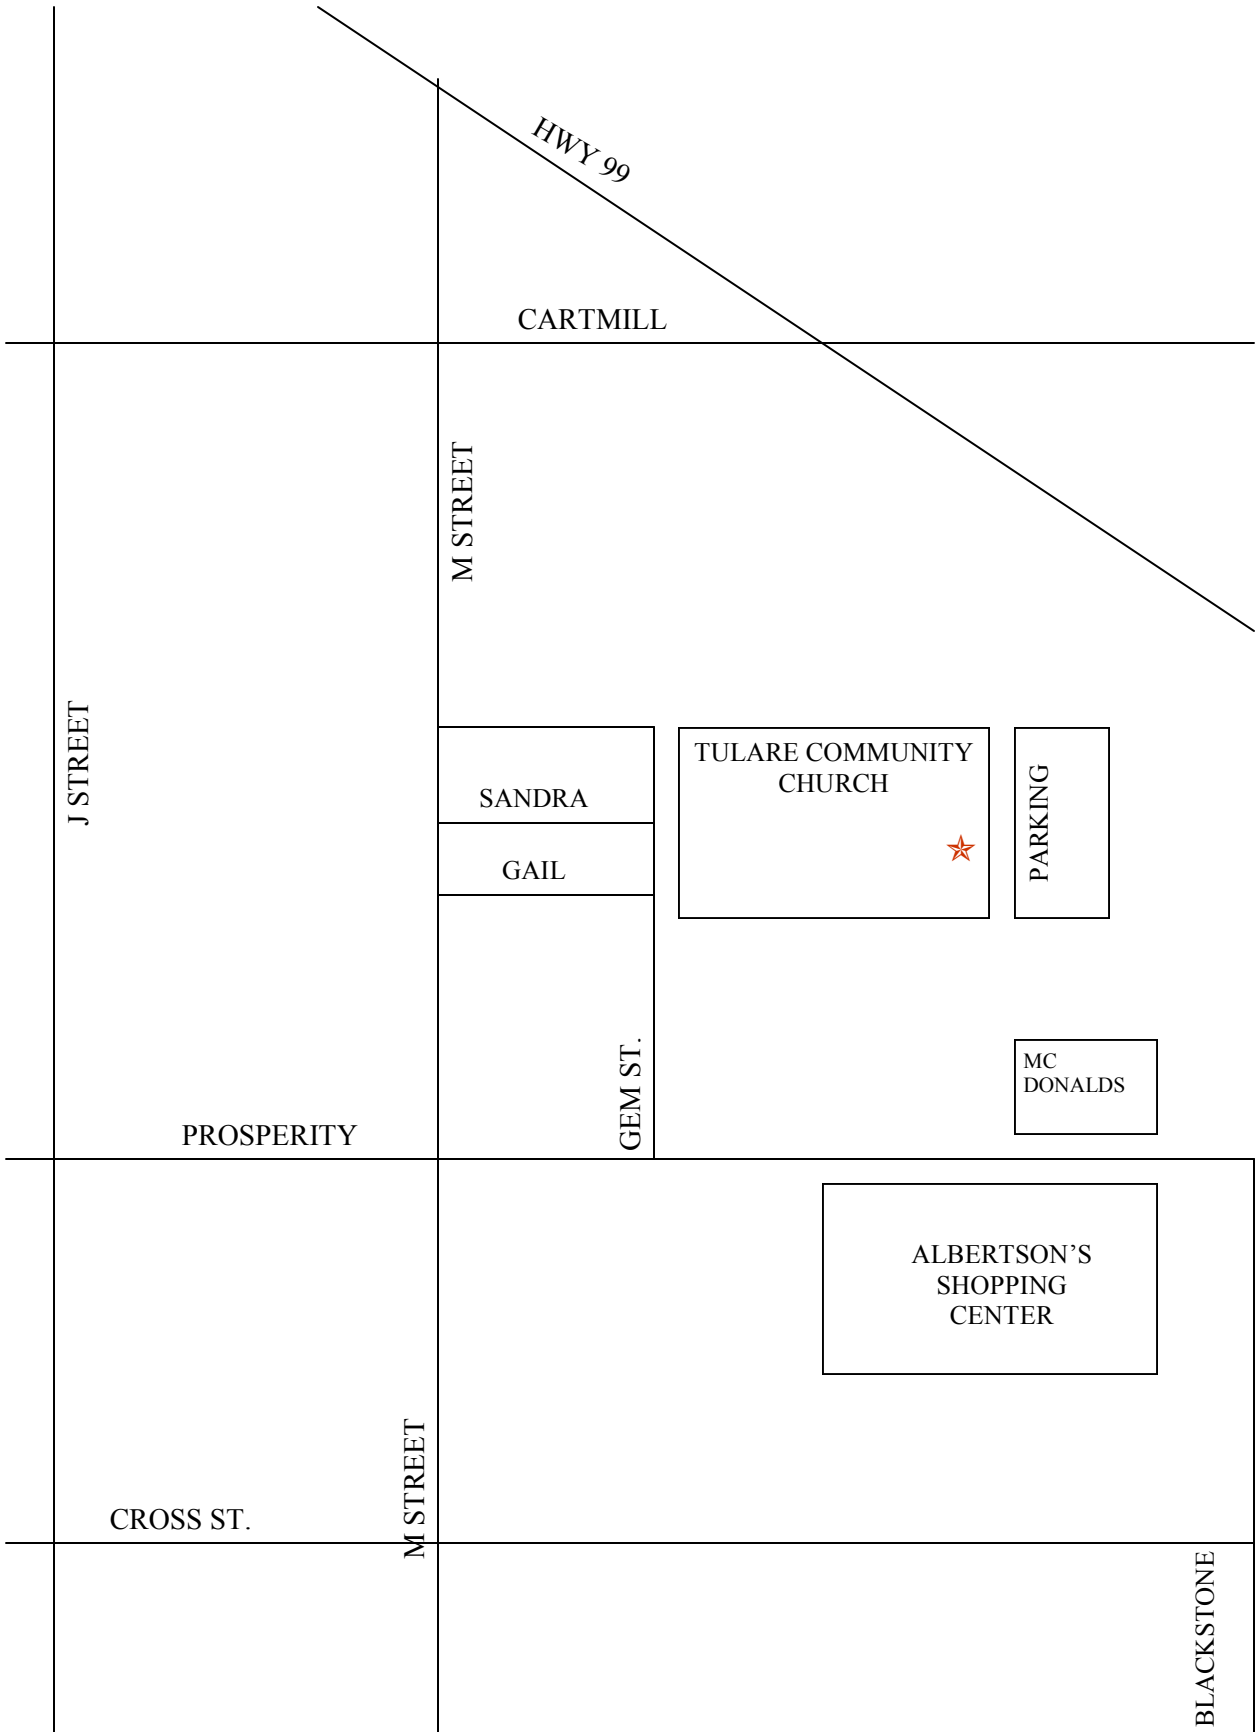 HWY 99
CARTMILL
M STREET
J STREET
TULARE COMMUNITY
CHURCH
PARKING
SANDRA
GAIL
GEM ST.
MC
DONALDS
PROSPERITY
ALBERTSON’S
SHOPPING
CENTER
M STREET
CROSS ST.
BLACKSTONE